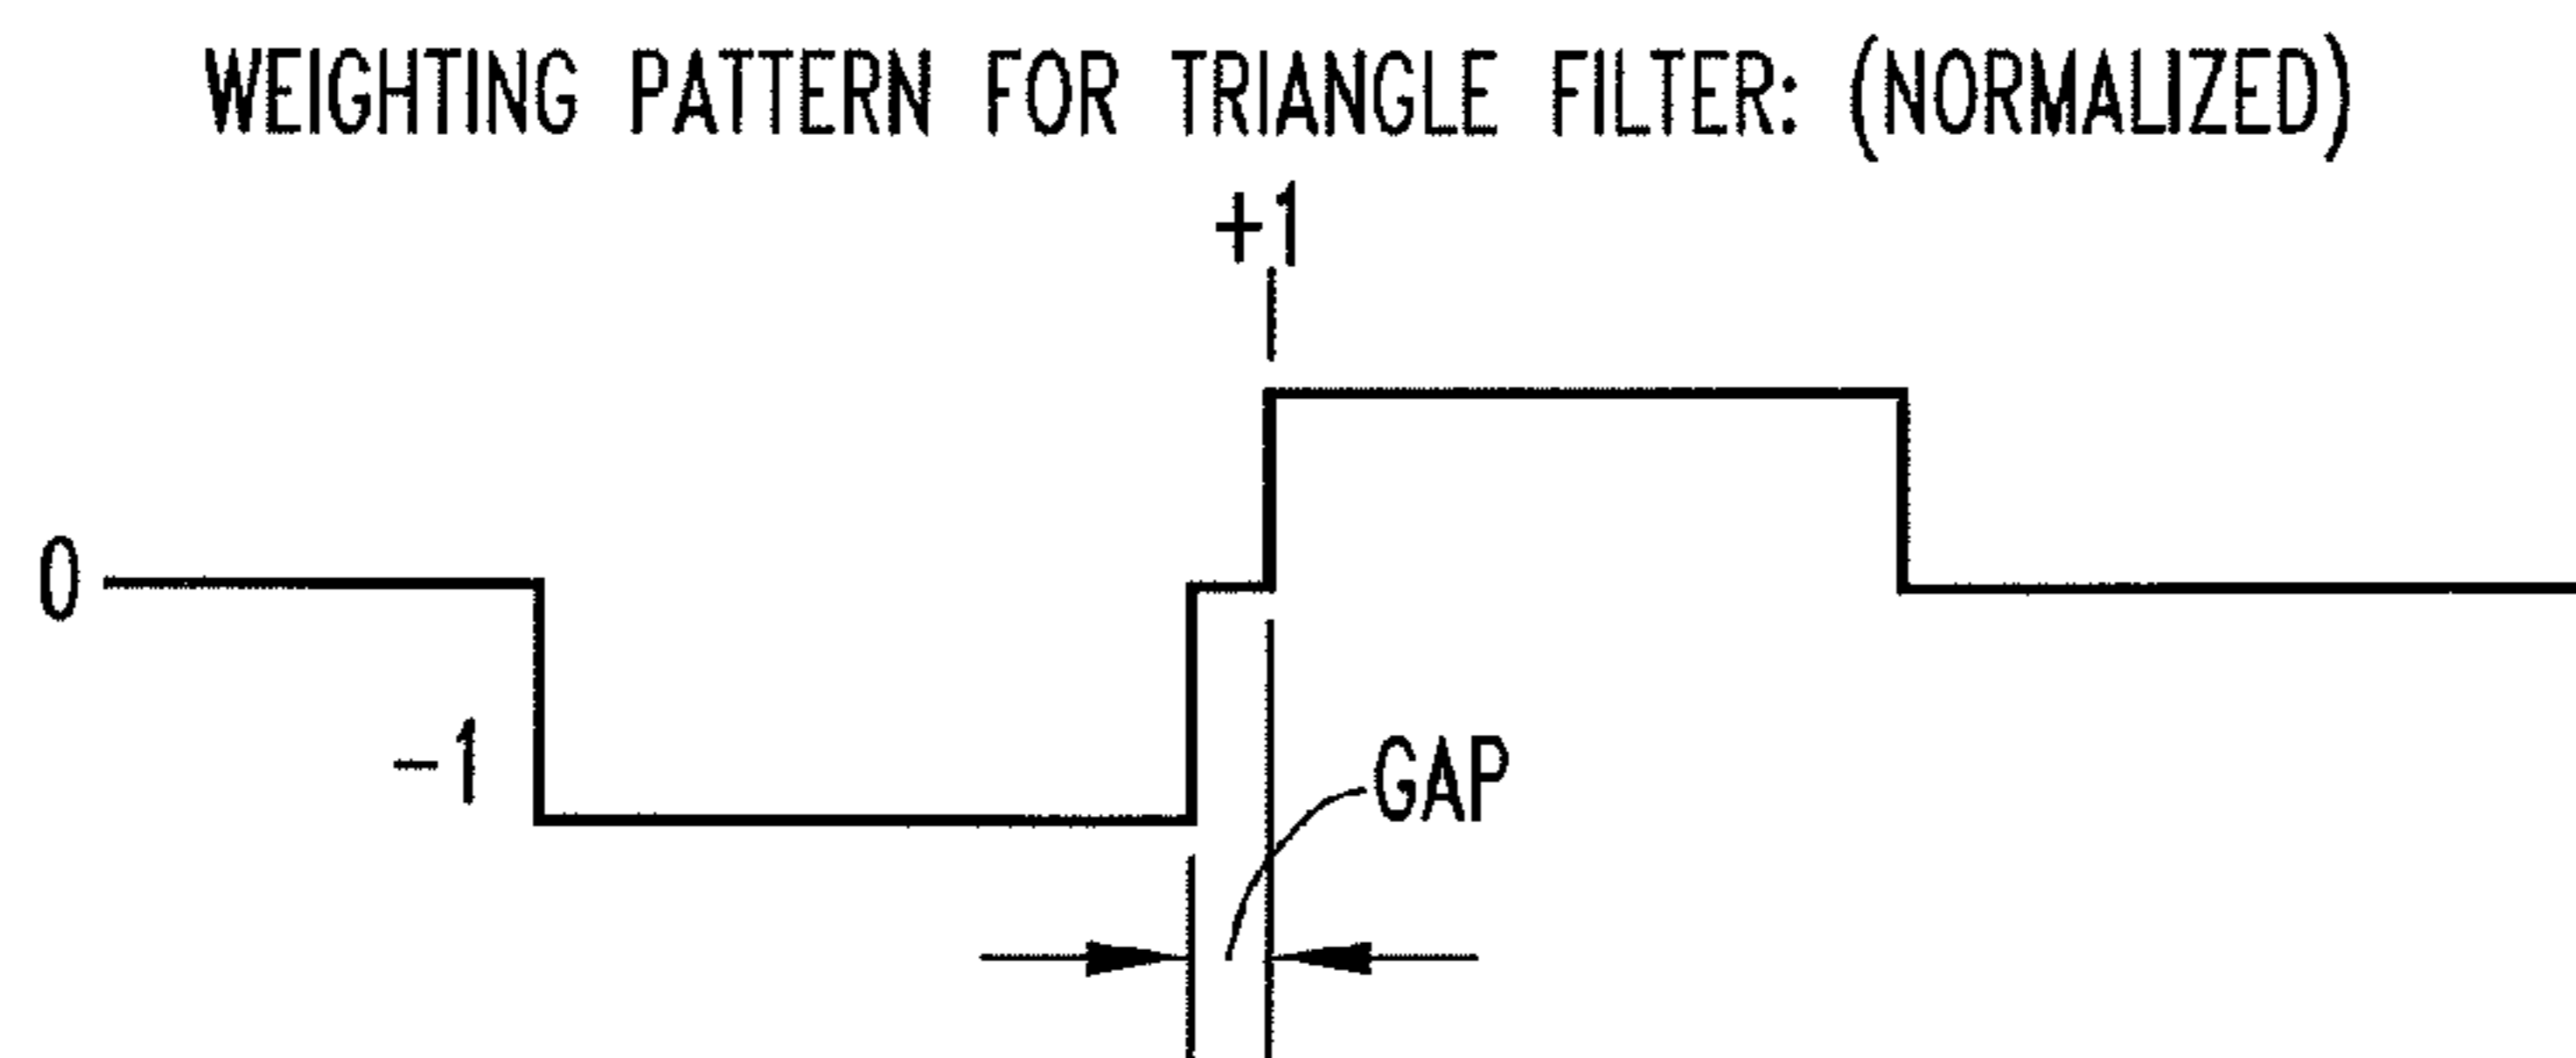 WEIGHTING PATTERN FOR TRIANGLE FILTER: (NORMALIZED)
+1
0
-1
GAP